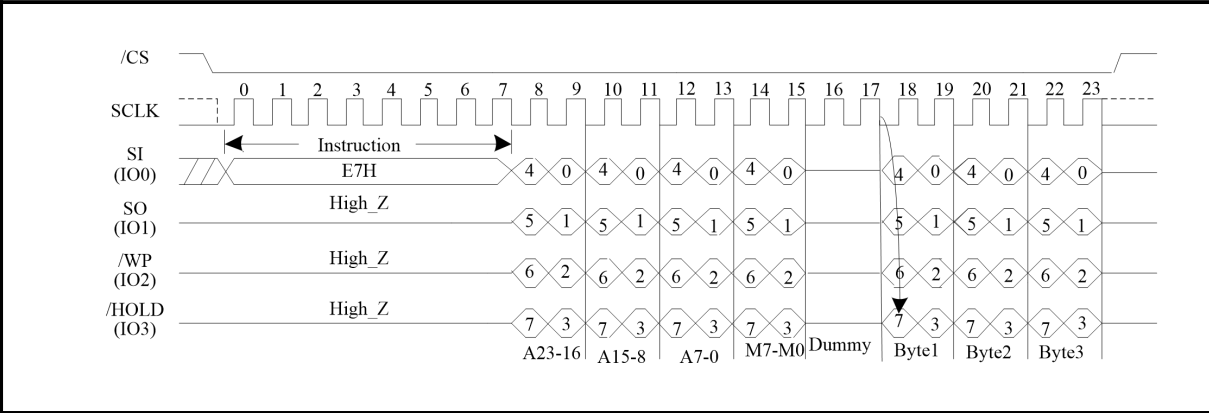 /CS
SCLK 0 1 2 3 4 5 6 7 8 9 10 11 12 13 14 15 16 17 18 19 20 21 22 23
Instruction
SI
(IO0) E7H 4 0 4 0 4 0 4 0 4 0 4 0 4 0
SO
(IO1) High_Z 5 1 5 1 5 1 5 1 5 1 5 1 5 1
/WP
(IO2) High_Z 6 2 6 2 6 2 6 2 6 2 6 2 6 2
/HOLD
(IO3) High_Z 7 3 7 3 7 3 7 3 7 3 7 3 7 3
A23-16 A15-8 A7-0 M7-M0 Dummy Byte1 Byte2 Byte3